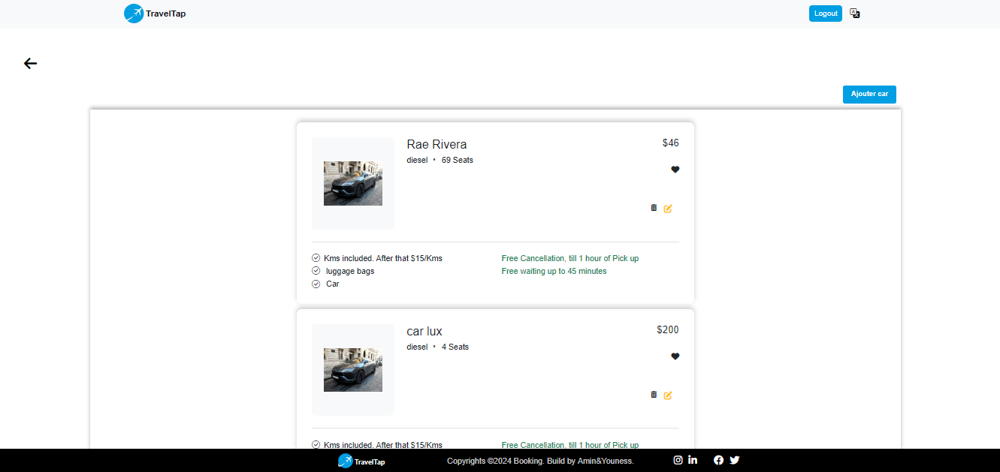 TravelTap
Logout
Ajouter car
Rae Rivera
$46
diesel • 69 Seats
Kms included. After that $15/Kms
Free Cancellation, till 1 hour of Pick up
luggage bags
Free waiting up to 45 minutes
Car
car lux
$200
diesel • 4 Seats
Kms included. After that $15/Kms
Free Cancellation, till 1 hour of Pick up
TravelTap
Copyrights ©2024 Booking. Build by Amin&Youness.